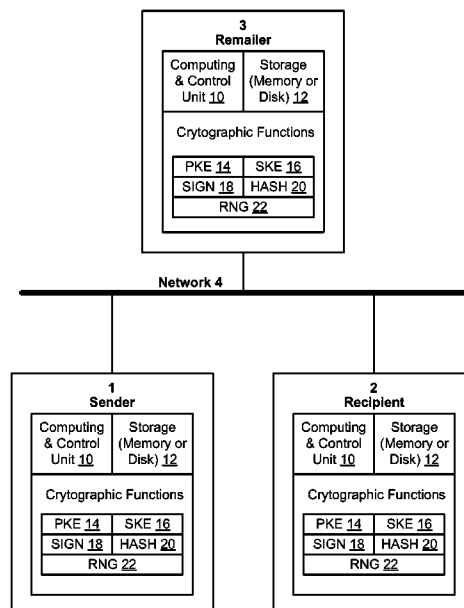 3
Remailer
Computing
& Control
Unit 10
Storage
(Memory or
Disk) 12
Crytographic Functions
PKE 14
SKE 16
SIGN 18
HASH 20
RNG 22
Network 4
1
Sender
Computing
& Control
Unit 10
Storage
(Memory or
Disk) 12
Crytographic Functions
PKE 14
SKE 16
SIGN 18
HASH 20
RNG 22
2
Recipient
Computing
& Control
Unit 10
Storage
(Memory or
Disk) 12
Crytographic Functions
PKE 14
SKE 16
SIGN 18
HASH 20
RNG 22